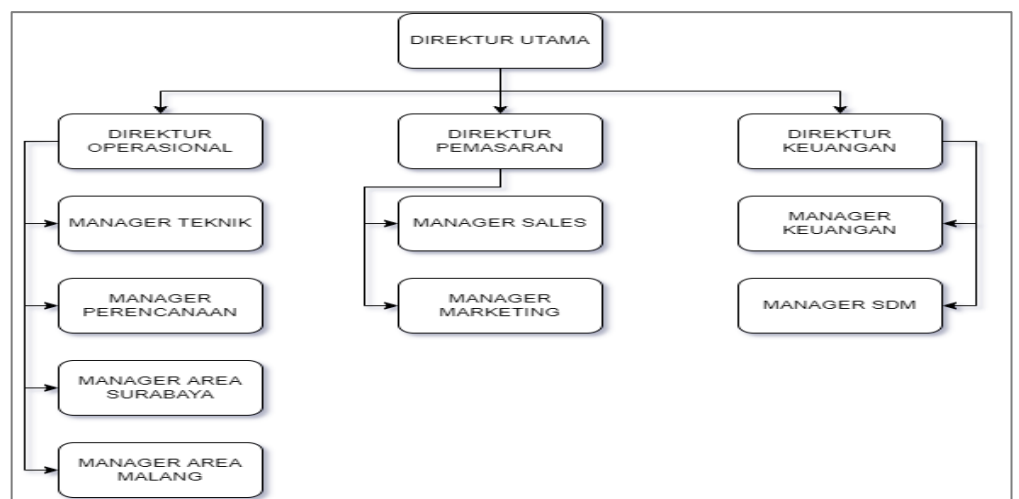 DIREKTUR UTAMA
DIREKTUR
OPERASIONAL
DIREKTUR
PEMASARAN
DIREKTUR
KEUANGAN
MANAGER TEKNIK
MANAGER SALES
MANAGER
KEUANGAN
MANAGER
PERENCANAAN
MANAGER
MARKETING
MANAGER SDM
MANAGER AREA
SURABAYA
MANAGER AREA
MALANG